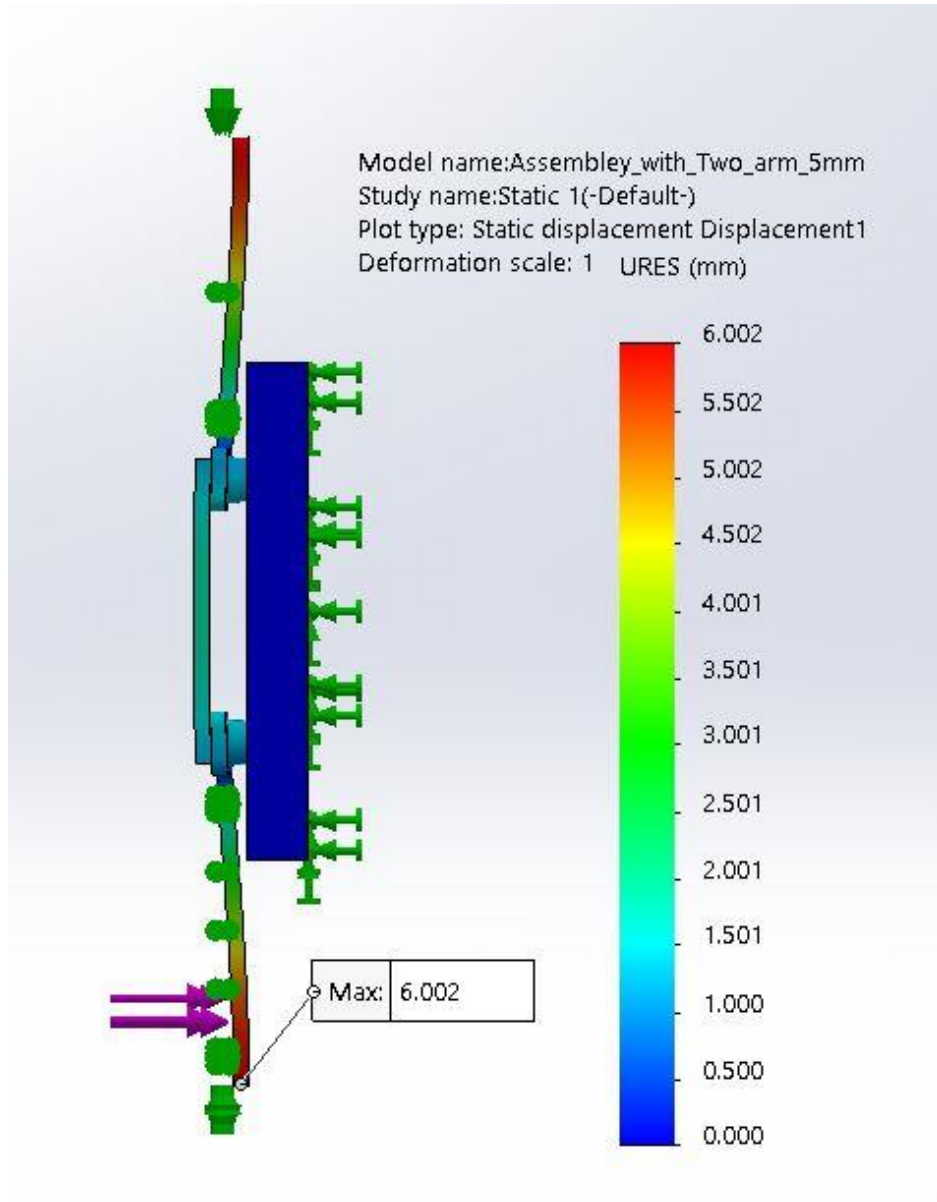 Model name:Assembley_with_Two_arm_5mm
Study name:Static 1(-Default-)
Plot type: Static displacement Displacement1
Deformation scale: 1 URES (mm)
6.002
5.502
5.002
4.502
4.001
3.501
3.001
2.501
2.001
1.501
1.000
0.500
0.000
Max: 6.002